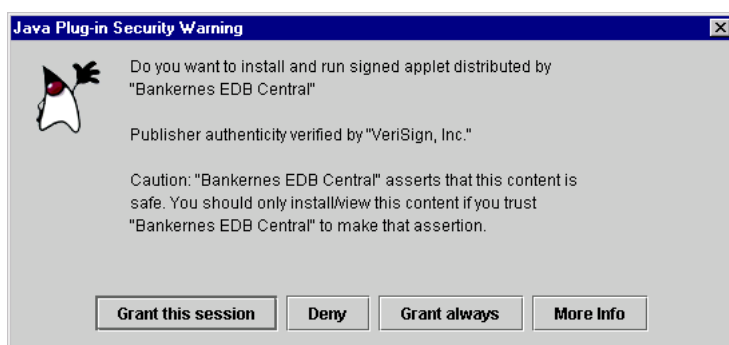 Java Plug-in Security Warning
Do you want to install and run signed applet distributed by
"Bankernes EDB Central"
Publisher authenticity verified by "VeriSign, Inc."
Caution: "Bankernes EDB Central" asserts that this content is
safe. You should only install/view this content if you trust
"Bankernes EDB Central" to make that assertion.
Grant this session Deny Grant always More Info